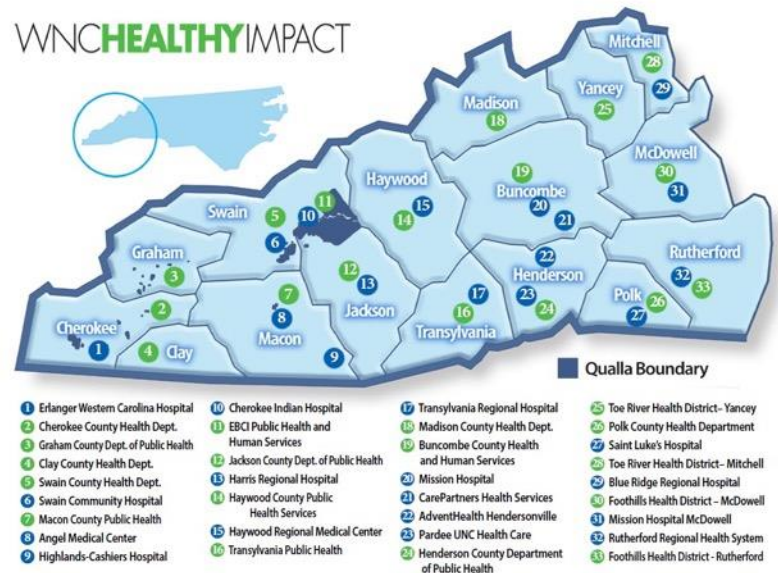 WNCHEALTHYIMPACT
Mitchell
28
29
Yancey
25
Madison
18
McDowell
30
31
Haywood
15
14
Buncombe
19
20
21
Swain
5
6
10
11
Rutherford
32
33
Graham
3
22
Henderson
23
24
Polk
26
27
12
13
Jackson
17
16
Transylvania
2
Cherokee
1
4
Clay
7
8
Macon
9
Qualla Boundary
1 Erlanger Western Carolina Hospital
2 Cherokee County Health Dept.
3 Graham County Dept. of Public Health
4 Clay County Health Dept.
5 Swain County Health Dept.
6 Swain Community Hospital
7 Macon County Public Health
8 Angel Medical Center
9 Highlands-Cashiers Hospital
10 Cherokee Indian Hospital
11 EBCI Public Health and
Human Services
12 Jackson County Dept. of Public Health
13 Harris Regional Hospital
14 Haywood County Public
Health Services
15 Haywood Regional Medical Center
16 Transylvania Public Health
17 Transylvania Regional Hospital
18 Madison County Health Dept.
19 Buncombe County Health
and Human Services
20 Mission Hospital
21 CarePartners Health Services
22 AdventHealth Hendersonville
23 Pardee UNC Health Care
24 Henderson County Department
of Public Health
25 Toe River Health District– Yancey
26 Polk County Health Department
27 Saint Luke's Hospital
28 Toe River Health District– Mitchell
29 Blue Ridge Regional Hospital
30 Foothills Health District – McDowell
31 Mission Hospital McDowell
32 Rutherford Regional Health System
33 Foothills Health District - Rutherford